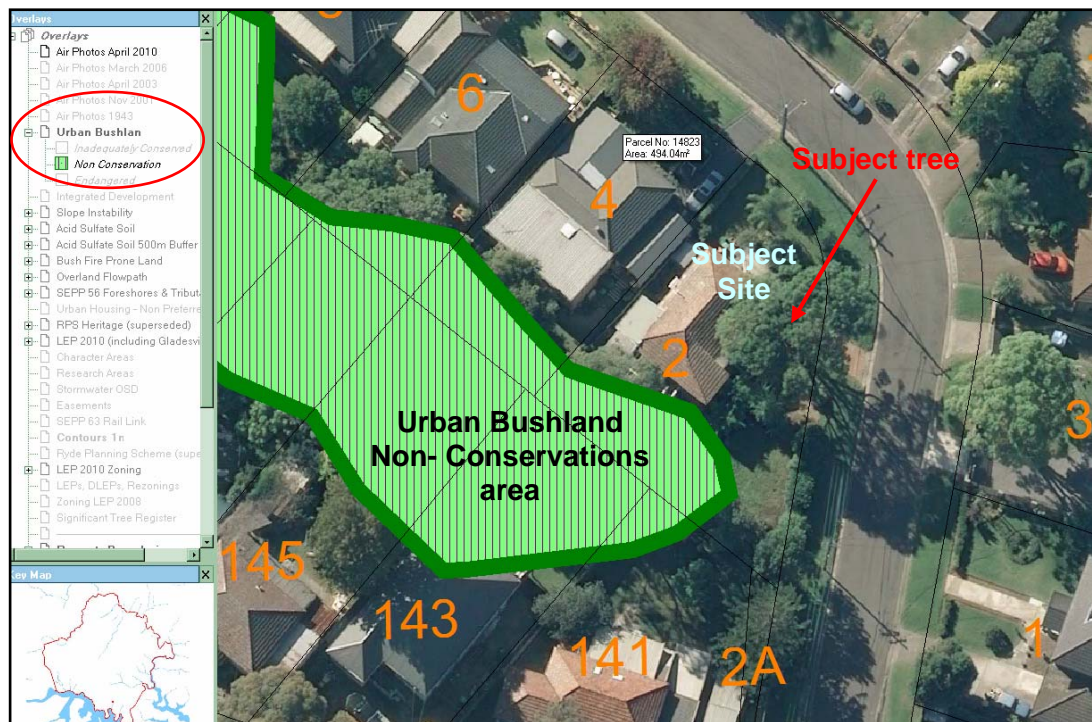 Overlays
Overlays
Air Photos April 2010
Air Photos March 2006
Air Photos April 2003
Air Photos Nov 2001
Air Photos 1943
Urban Bushlan
Inadequately Conserved
Non Conservation
Endangered
Integrated Development
Slope Instability
Acid Sulfate Soil
Acid Sulfate Soil 500m Buffer
Bush Fire Prone Land
Overland Flowpath
SEPP 56 Foreshores & Tributa
Urban Housing - Non Preferre
RPS Heritage (superseded)
LEP 2010 (including Gladesvi
Character Areas
Research Areas
Stormwater OSD
Easements
SEPP 63 Rail Link
Contours 1m
Ryde Planning Scheme (supe
LEP 2010 Zoning
LEPs, DLEPs, Rezonings
Zoning LEP 2008
Significant Tree Register
Key Map
6
Parcel No: 14823
Area: 494.04m²
4
Subject tree
Subject
Site
2
3
Urban Bushland
Non- Conservations
area
145
143
141
2A
1